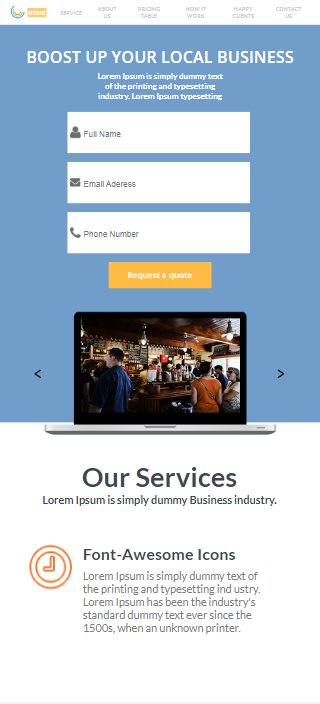 HOME SERVICE ABOUT US PRICING TABLE HOW IT WORK HAPPY CLIENTS CONTACT US
BOOST UP YOUR LOCAL BUSINESS
Lorem Ipsum is simply dummy text
of the printing and typesetting
industry. Lorem Ipsum typesetting
Full Name
Email Aderess
Phone Number
Request a quote
<
>
Our Services
Lorem Ipsum is simply dummy Business industry.
Font-Awesome Icons
Lorem Ipsum is simply dummy text of
the printing and typesetting ind ustry.
Lorem Ipsum has been the industry's
standard dummy text ever since the
1500s, when an unknown printer.